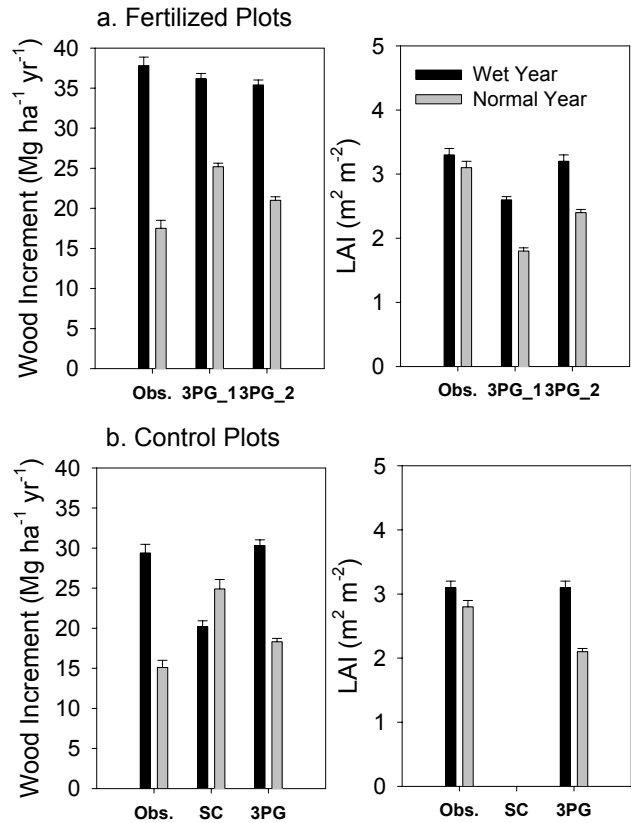 a. Fertilized Plots
Wood Increment (Mg ha⁻¹ yr⁻¹)
40
35
30
25
20
15
10
5
0
Obs. 3PG_1 3PG_2
LAI (m² m⁻²)
5
4
3
2
1
0
Wet Year
Normal Year
Obs. 3PG_1 3PG_2
b. Control Plots
Wood Increment (Mg ha⁻¹ yr⁻¹)
40
35
30
25
20
15
10
5
0
Obs. SC 3PG
LAI (m² m⁻²)
5
4
3
2
1
0
Obs. SC 3PG